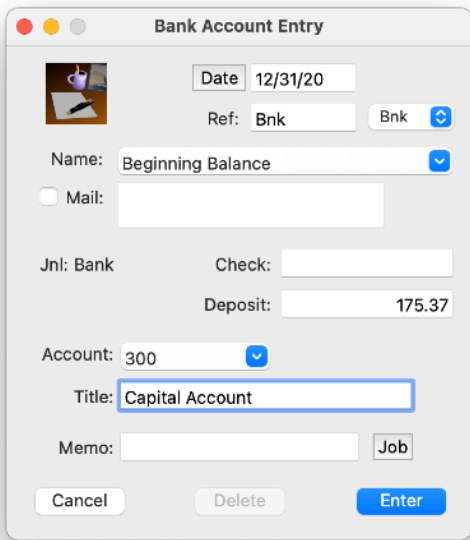 Bank Account Entry
Date 12/31/20
Ref: Bnk Bnk
Name: Beginning Balance
Mail:
Jnl: Bank Check:
Deposit: 175.37
Account: 300
Title: Capital Account
Memo: Job
Cancel Delete Enter